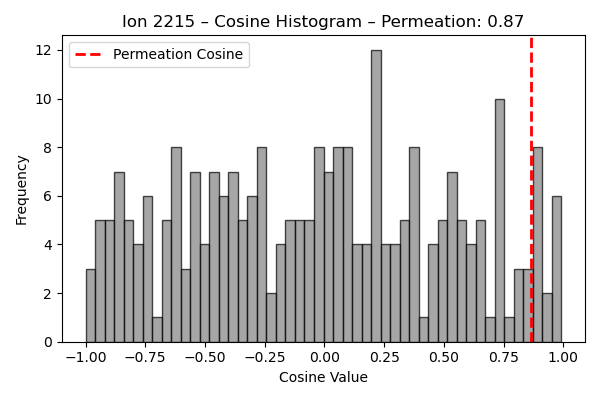 Ion 2215 – Cosine Histogram – Permeation: 0.87
Permeation Cosine
Frequency
12
10
8
6
4
2
0
−1.00 −0.75 −0.50 −0.25 0.00 0.25 0.50 0.75 1.00
Cosine Value